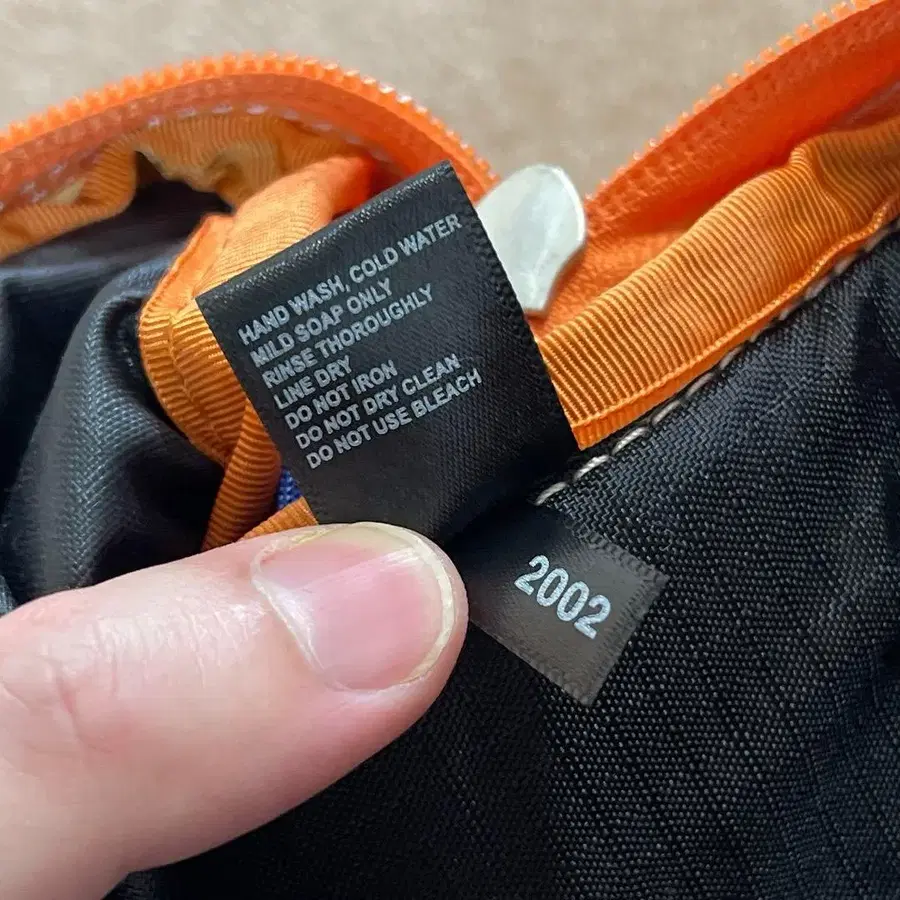 HAND WASH, COLD WATER
MILD SOAP ONLY
RINSE THOROUGHLY
LINE DRY
DO NOT IRON
DO NOT DRY CLEAN
DO NOT USE BLEACH
2002